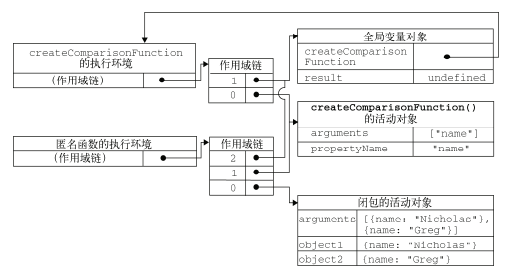 createComparisonFunction
的执行环境
(作用域链)
作用域链
1
0
全局变量对象
createComparison
Function
result
undefined
createComparisonFunction()
的活动对象
arguments
["name"]
propertyName
"name"
匿名函数的执行环境
(作用域链)
作用域链
2
1
0
闭包的活动对象
arguments
[{name: "Nicholas"},
{name: "Greg"}]
object1
{name: "Nicholas"}
object2
{name: "Greg"}